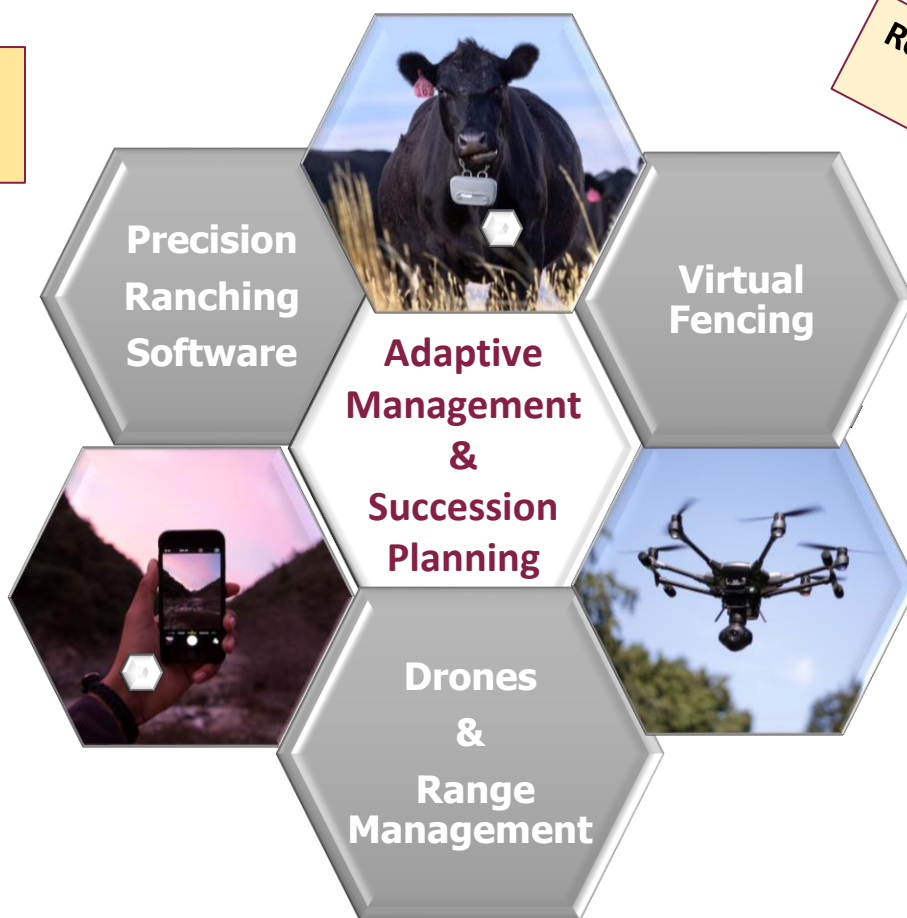 Precision
Ranching
Software
Virtual
Fencing
Adaptive
Management
&
Succession
Planning
Drones
&
Range
Management